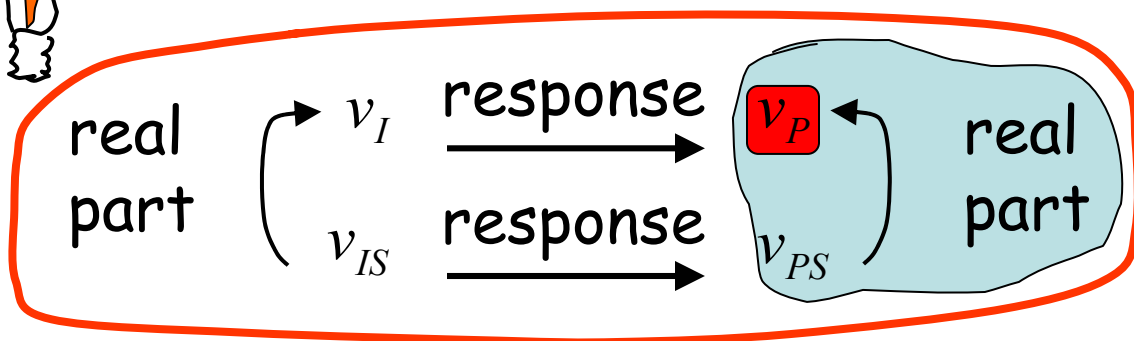 real part
v_I response v_P
v_IS response v_PS
real part